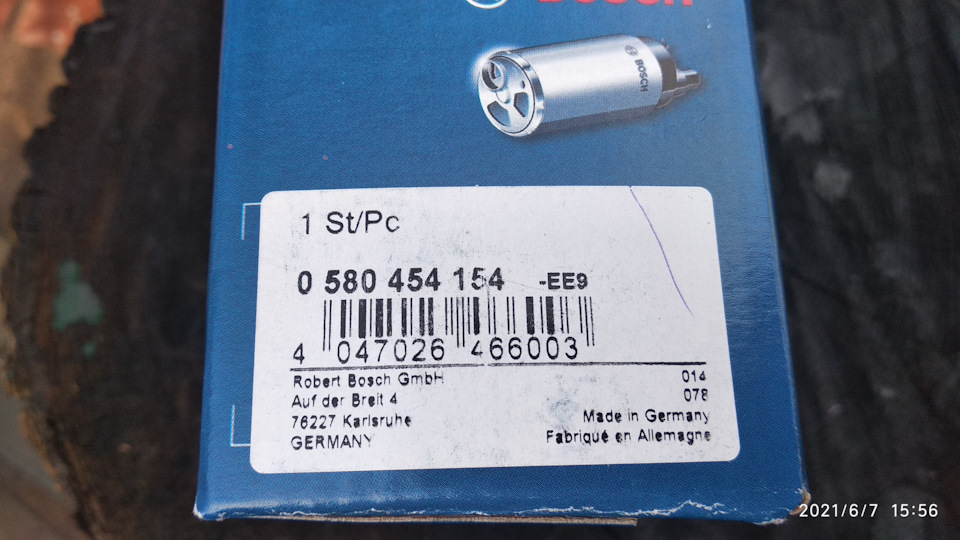 BOSCH
BOSCH
1 St/Pc
0 580 454 154 -EE9
4 047026 466003
Robert Bosch GmbH 014
Auf der Breit 4 078
76227 Karlsruhe Made in Germany
GERMANY Fabriqué en Allemagne
2021/6/7 15:56